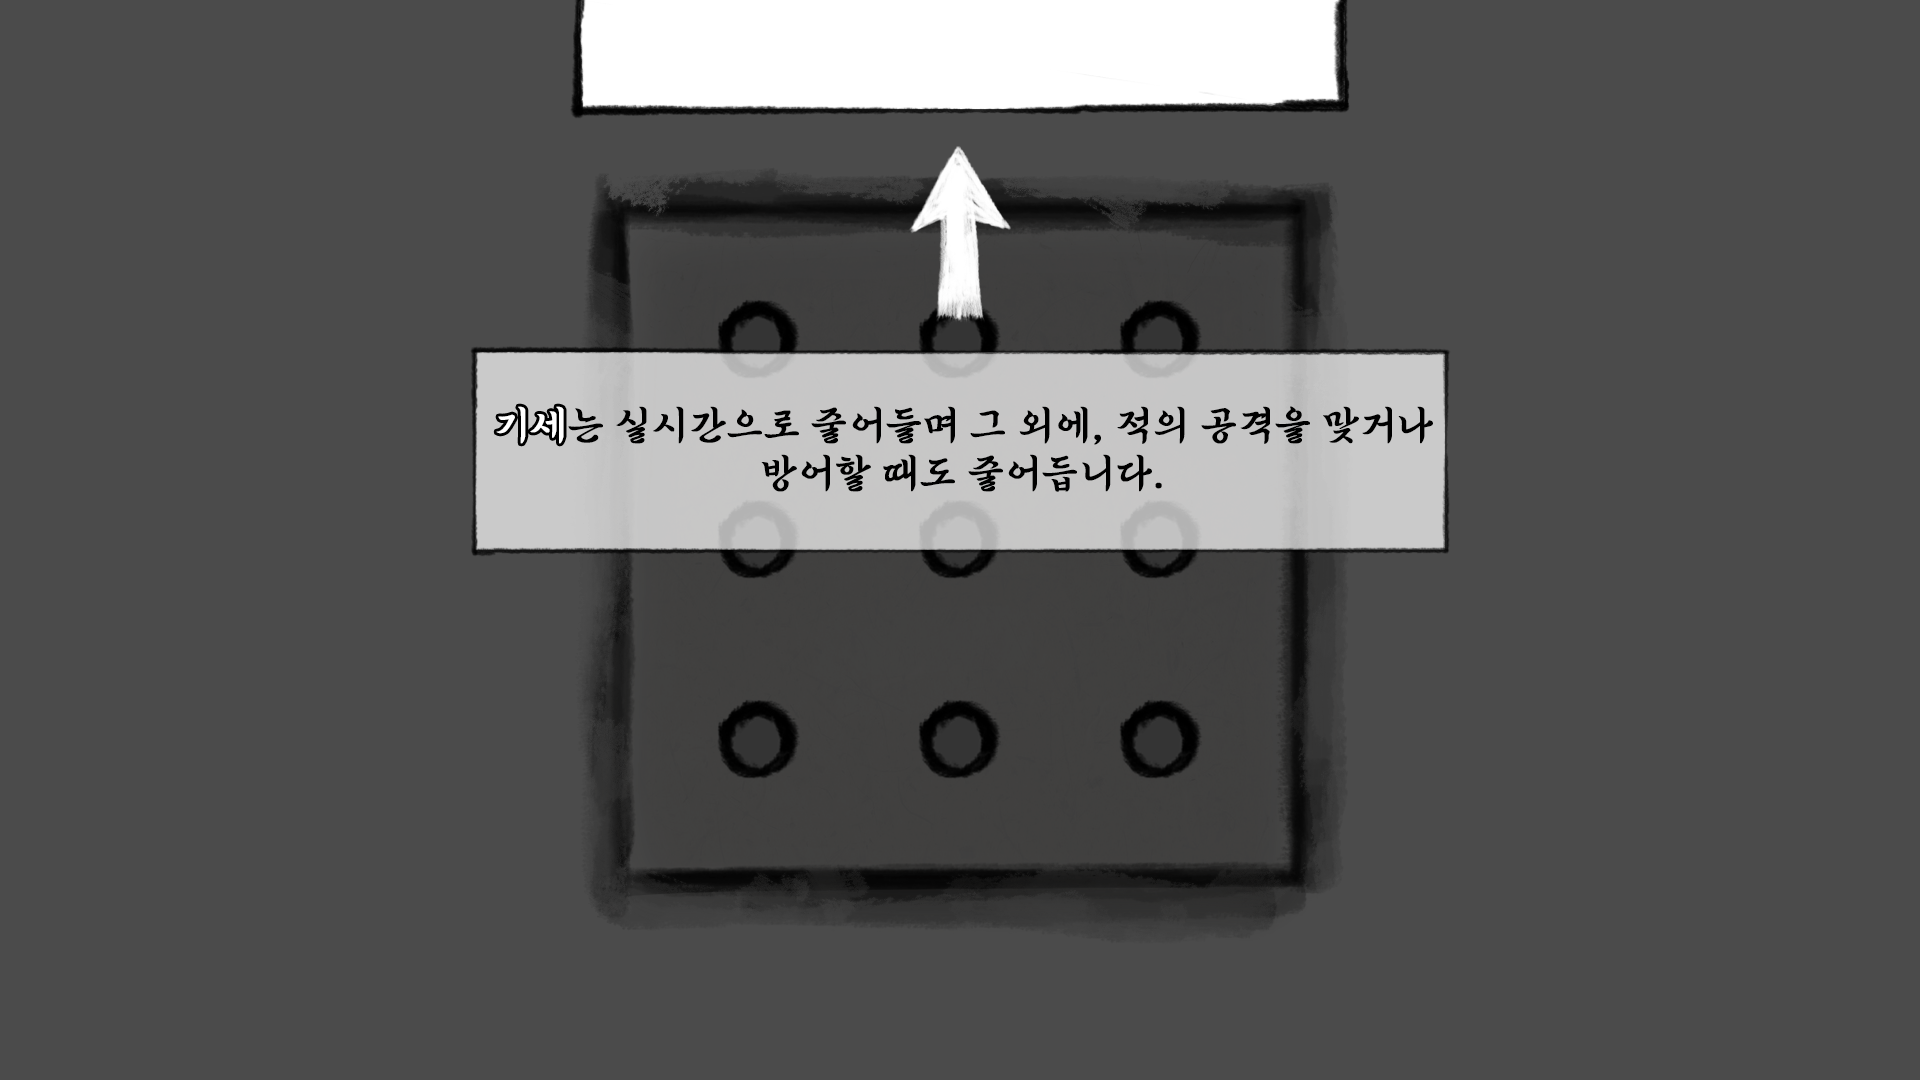 기세는 실시간으로 줄어들며 그 외에, 적의 공격을 맞거나
방어할 때도 줄어듭니다.